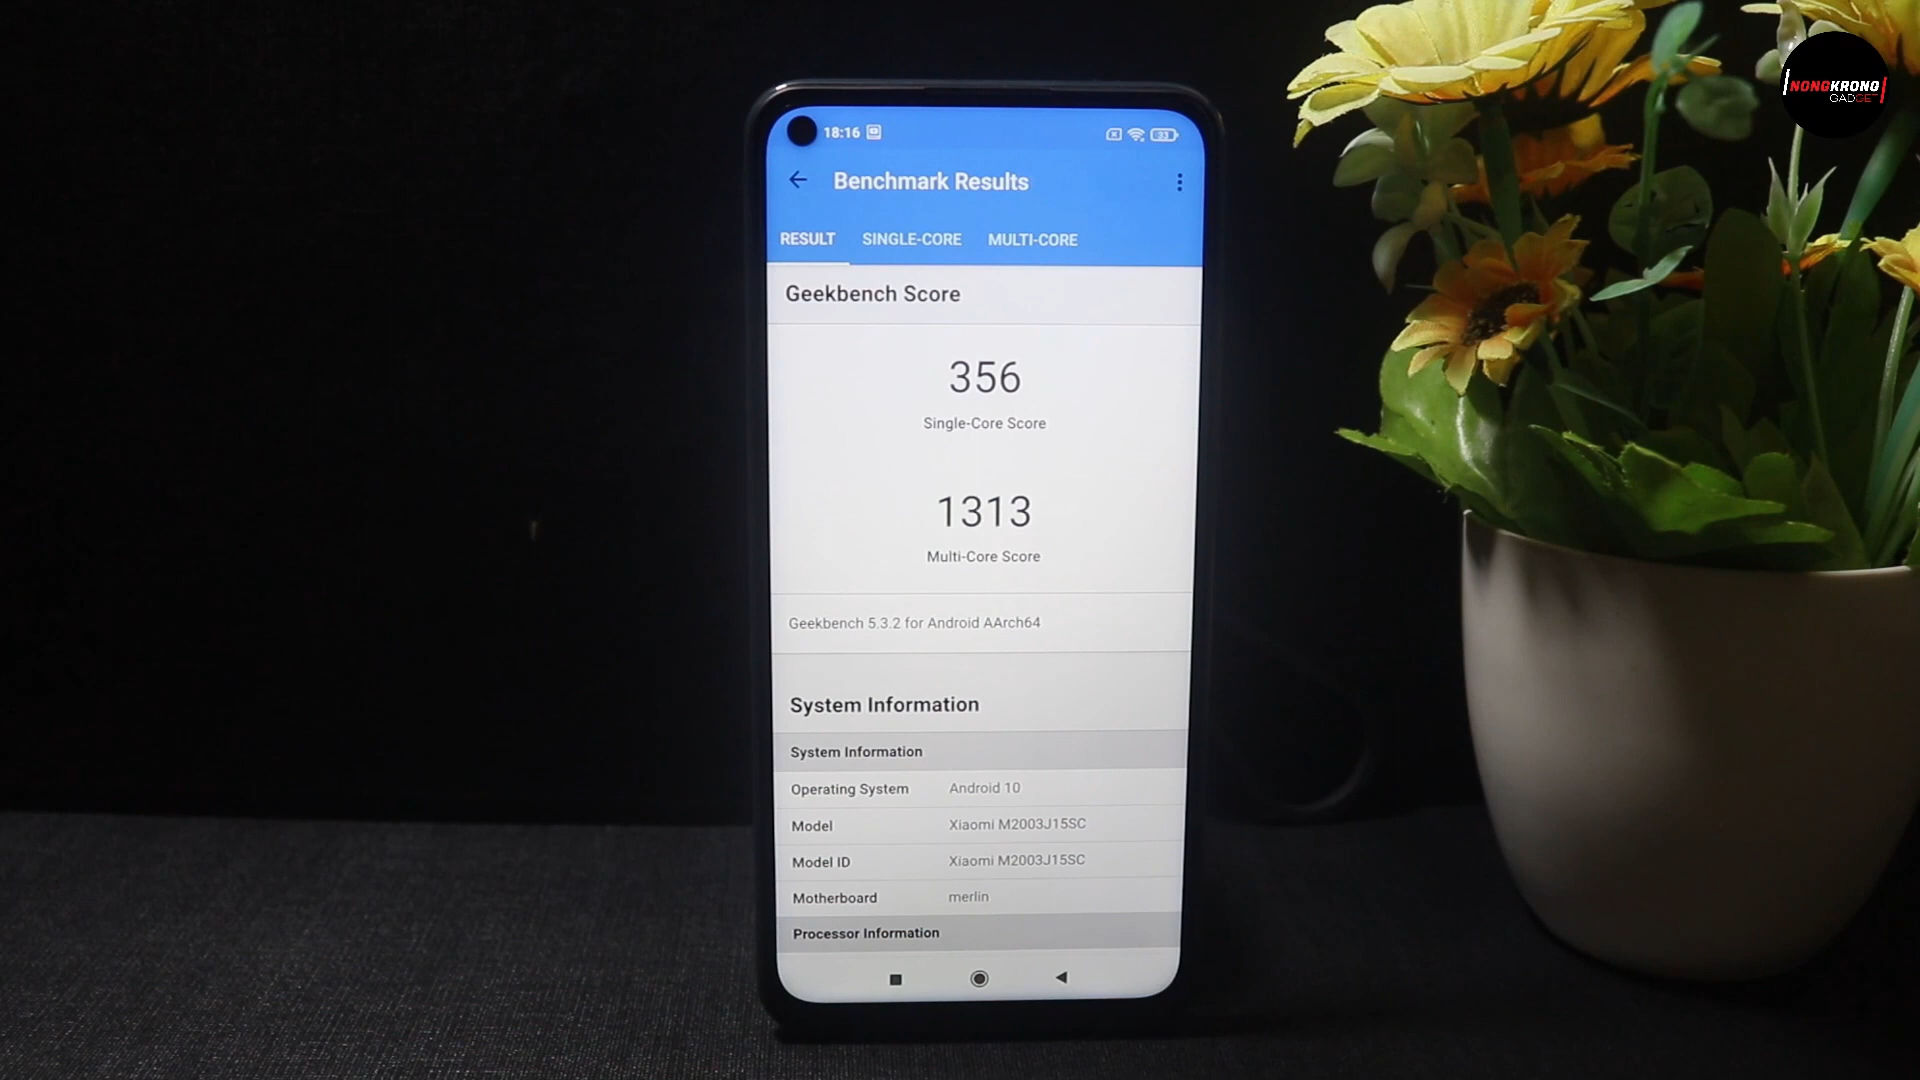 NONGKRONG
GADGET
18:16
33
Benchmark Results
RESULT SINGLE-CORE MULTI-CORE
Geekbench Score
356
Single-Core Score
1313
Multi-Core Score
Geekbench 5.3.2 for Android AArch64
System Information
System Information
Operating System Android 10
Model Xiaomi M2003J15SC
Model ID Xiaomi M2003J15SC
Motherboard merlin
Processor Information